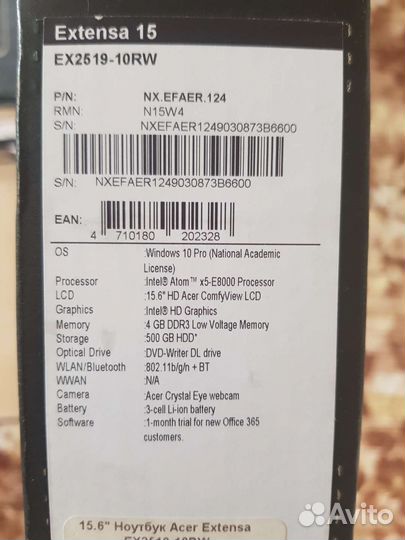 Extensa 15
EX2519-10RW
P/N: NX.EFAER.124
RMN: N15W4
S/N: NXEFAER1249030873B6600
S/N: NXEFAER1249030873B6600
EAN:
4 710180 202328
OS :Windows 10 Pro (National Academic
License)
Processor :Intel® Atom™ x5-E8000 Processor
LCD :15.6" HD Acer ComfyView LCD
Graphics :Intel® HD Graphics
Memory :4 GB DDR3 Low Voltage Memory
Storage :500 GB HDD*
Optical Drive :DVD-Writer DL drive
WLAN/Bluetooth :802.11b/g/n + BT
WWAN :N/A
Camera :Acer Crystal Eye webcam
Battery :3-cell Li-ion battery
Software :1-month trial for new Office 365
customers.
15.6" Ноутбук Acer Extensa
EX2519-10RW
Avito